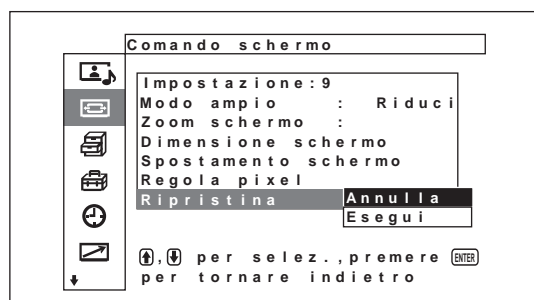 Comando schermo
Impostazione:9
Modo ampio : Riduci
Zoom schermo :
Dimensione schermo
Spostamento schermo
Regola pixel
Ripristina Annulla
Esegui
, per selez.,premere ENTER
per tornare indietro